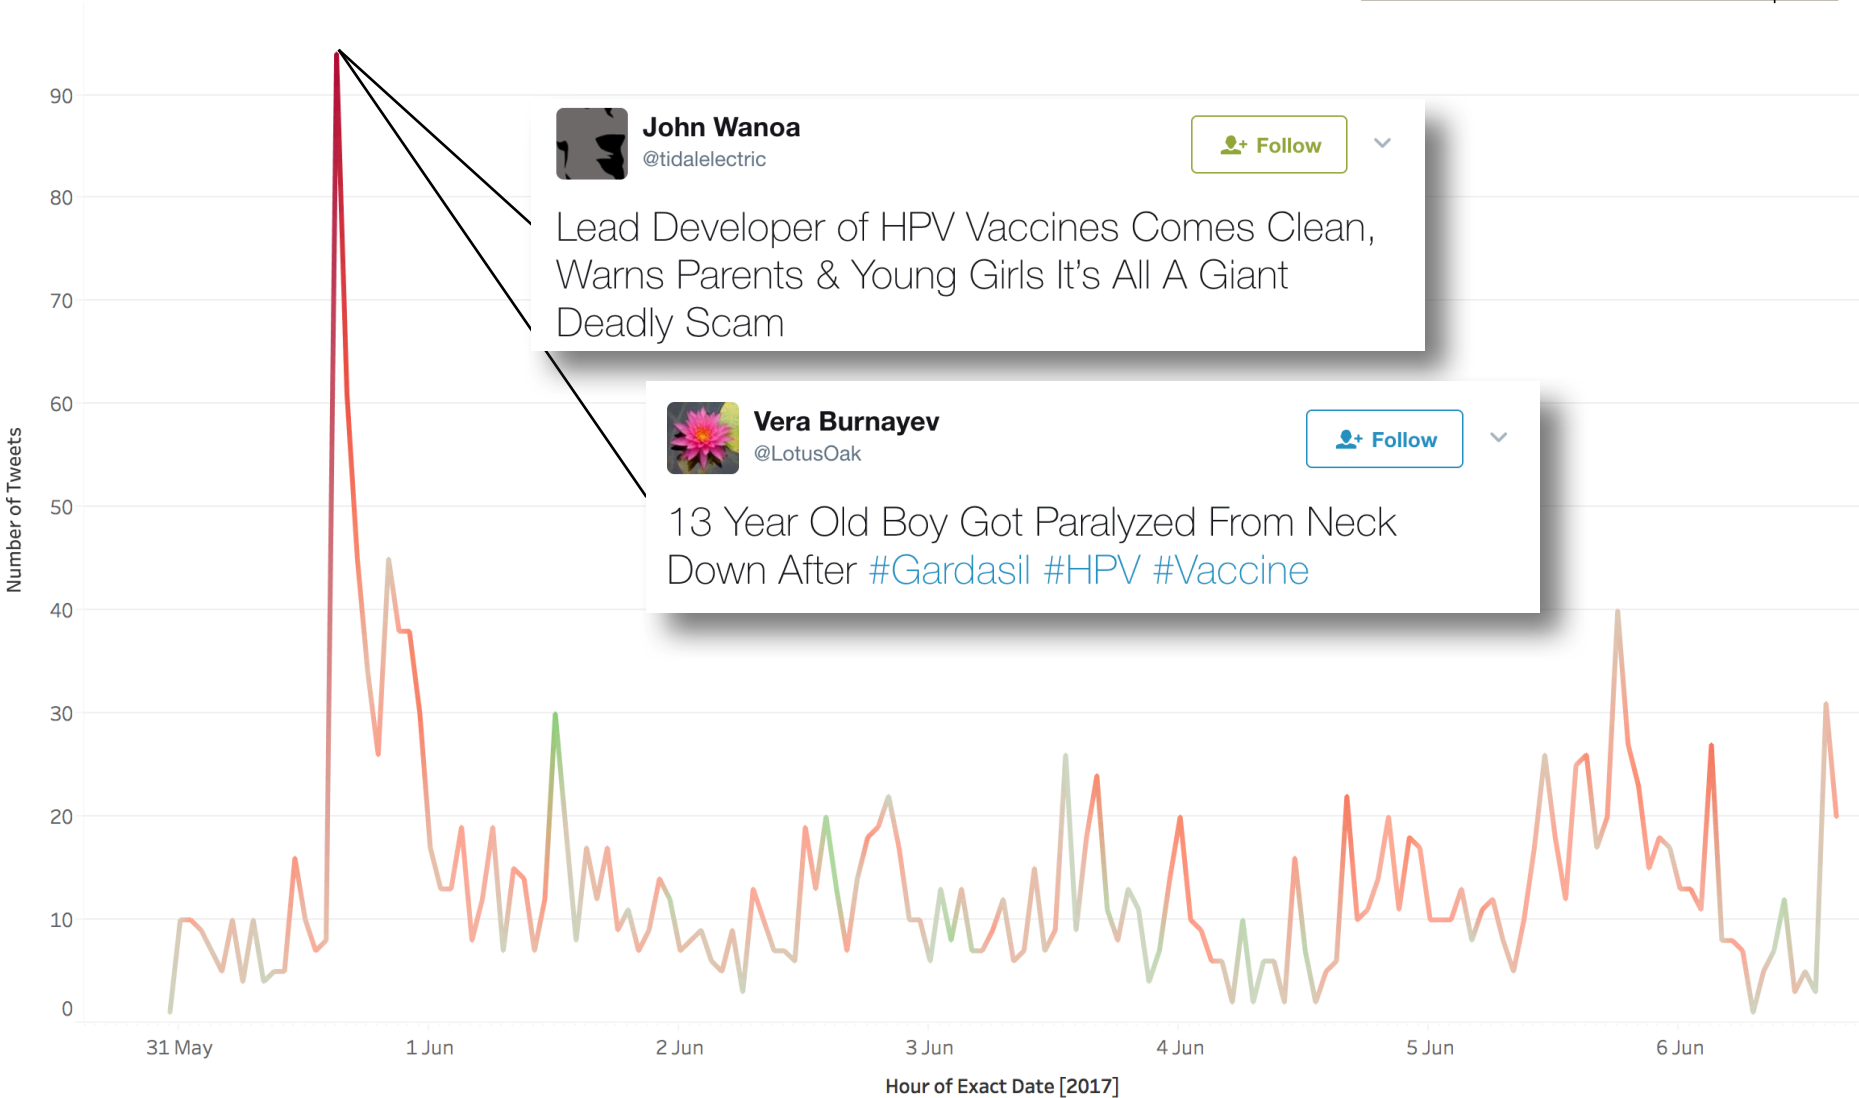 90
80
70
60
50
40
30
20
10
0
Number of Tweets
John Wanoa
@tidalelectric
Follow
Lead Developer of HPV Vaccines Comes Clean,
Warns Parents & Young Girls It's All A Giant
Deadly Scam
Vera Burnayev
@LotusOak
Follow
13 Year Old Boy Got Paralyzed From Neck
Down After #Gardasil #HPV #Vaccine
31 May 1 Jun 2 Jun 3 Jun 4 Jun 5 Jun 6 Jun
Hour of Exact Date [2017]